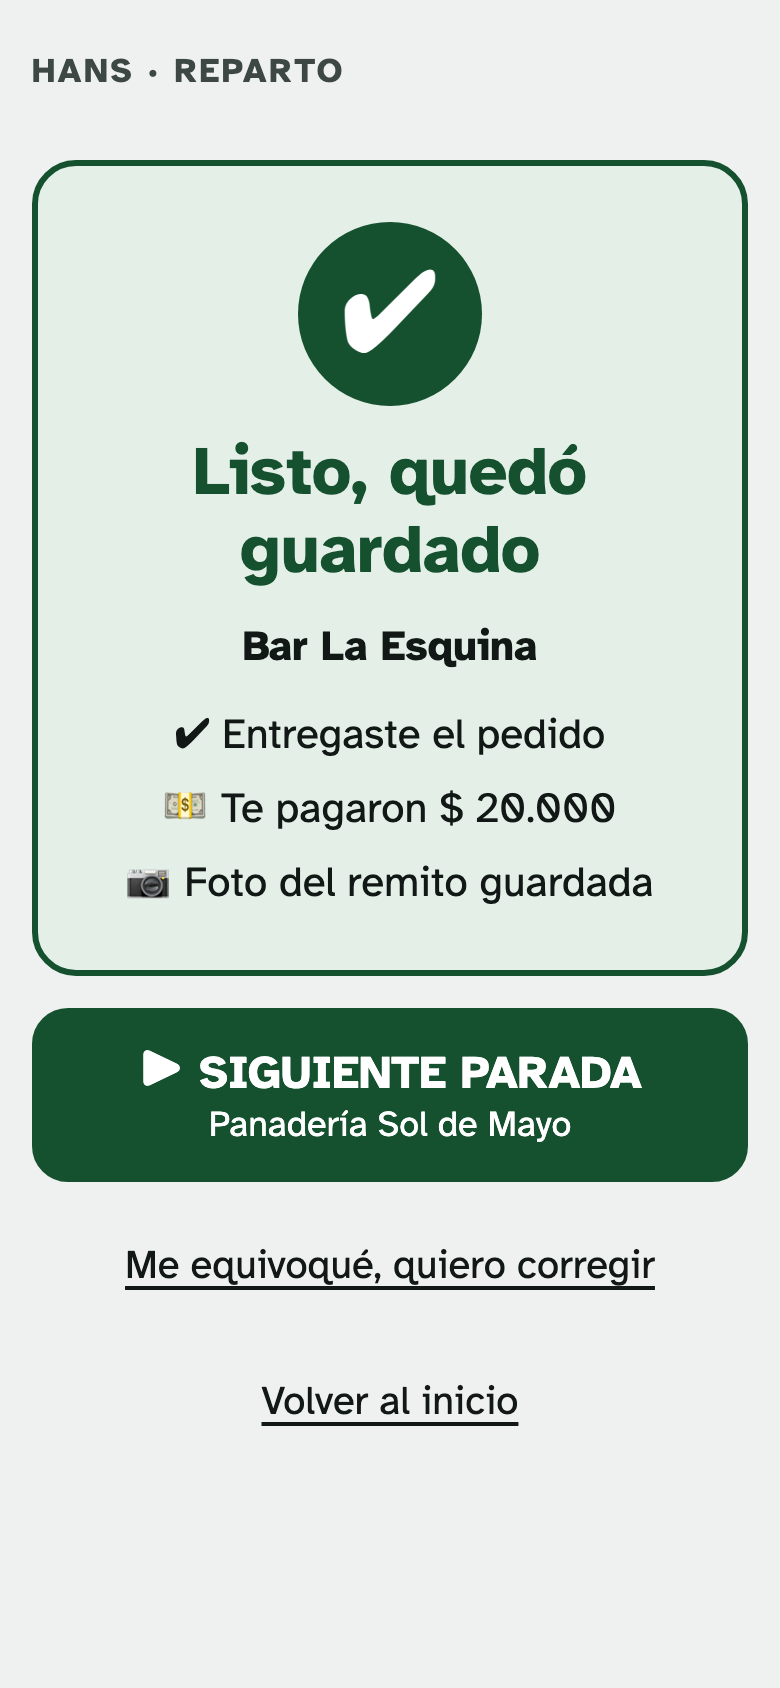 HANS · REPARTO
Listo, quedó
guardado
Bar La Esquina
✔ Entregaste el pedido
💵 Te pagaron $ 20.000
📷 Foto del remito guardada
▶ SIGUIENTE PARADA
Panadería Sol de Mayo
Me equivoqué, quiero corregir
Volver al inicio